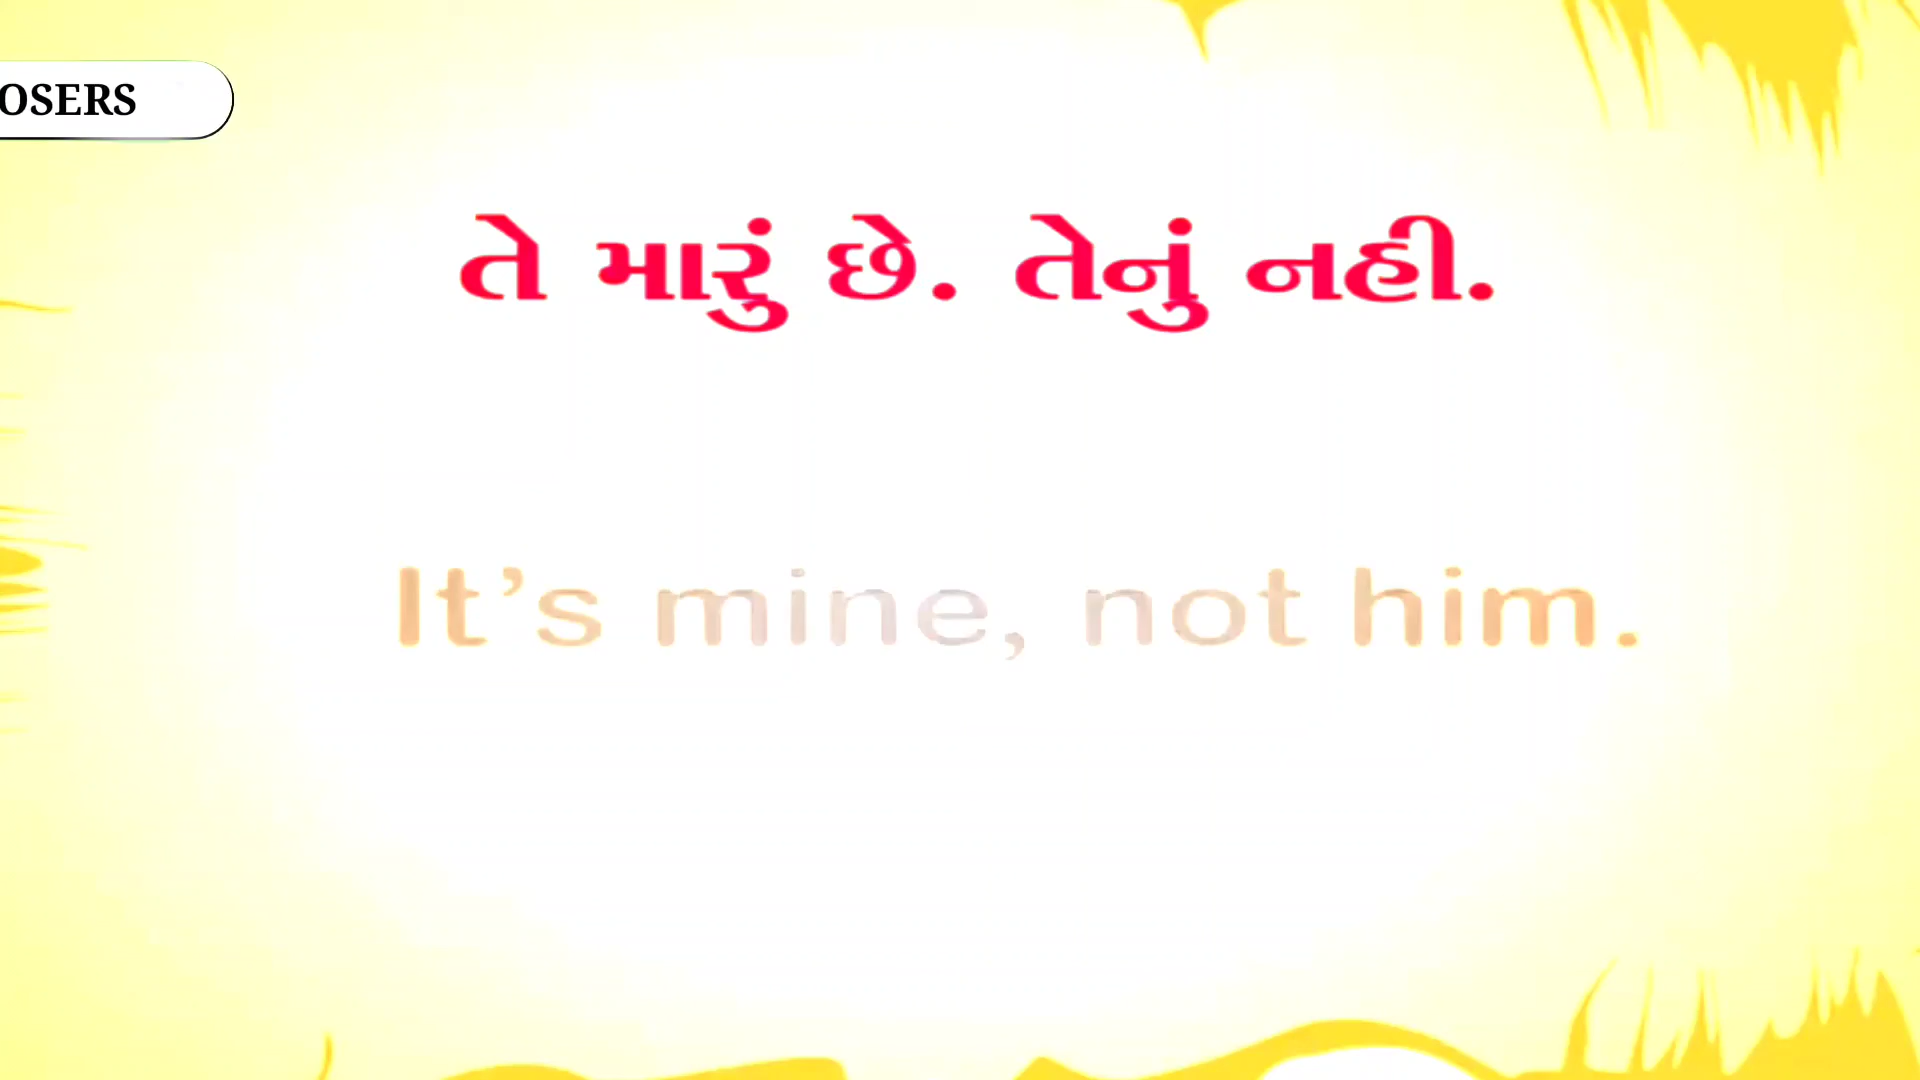 OSERS
તે મારું છે. તેનું નહી.
It’s mine, not him.